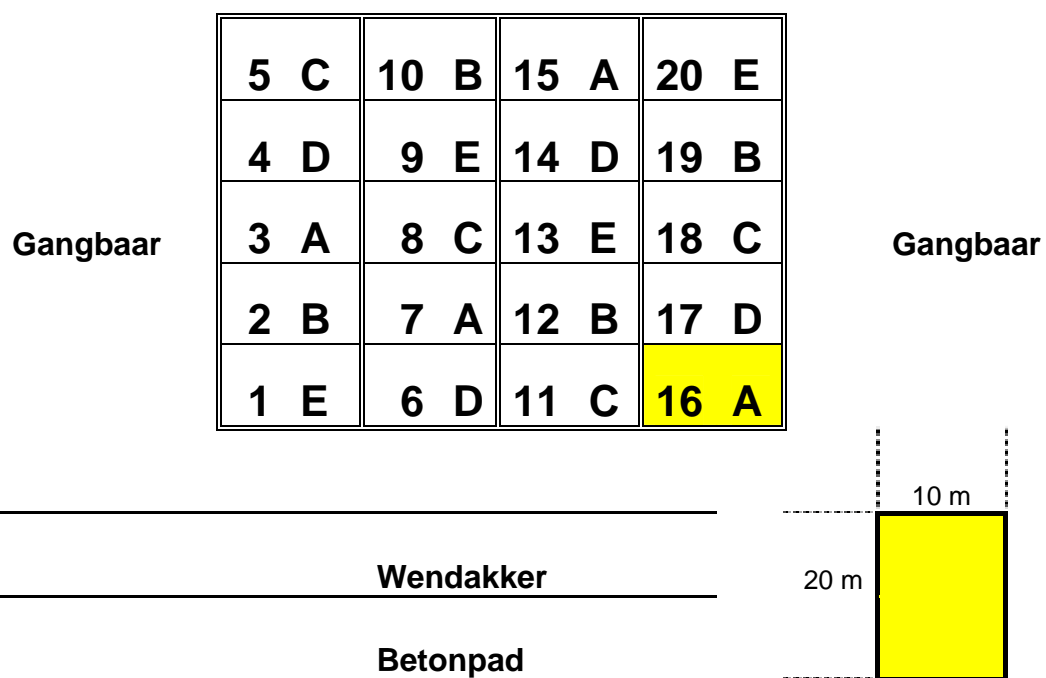 5 C 10 B 15 A 20 E
4 D 9 E 14 D 19 B
Gangbaar 3 A 8 C 13 E 18 C Gangbaar
2 B 7 A 12 B 17 D
1 E 6 D 11 C 16 A
10 m
Wendakker 20 m
Betonpad